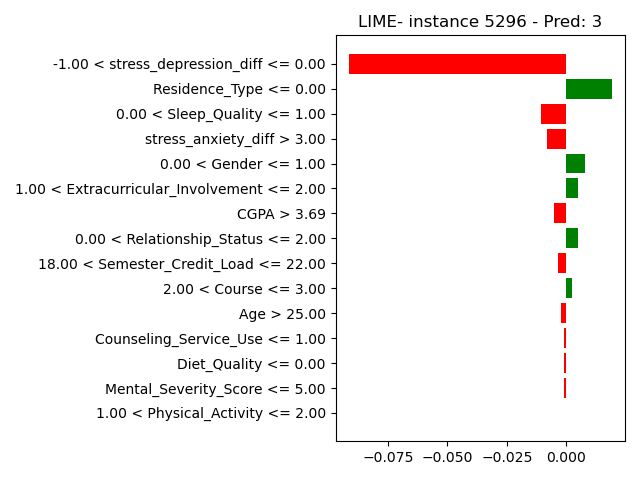 LIME- instance 5296 - Pred: 3
-1.00 < stress_depression_diff <= 0.00
Residence_Type <= 0.00
0.00 < Sleep_Quality <= 1.00
stress_anxiety_diff > 3.00
0.00 < Gender <= 1.00
1.00 < Extracurricular_Involvement <= 2.00
CGPA > 3.69
0.00 < Relationship_Status <= 2.00
18.00 < Semester_Credit_Load <= 22.00
2.00 < Course <= 3.00
Age > 25.00
Counseling_Service_Use <= 1.00
Diet_Quality <= 0.00
Mental_Severity_Score <= 5.00
1.00 < Physical_Activity <= 2.00
−0.075 −0.050 −0.025 0.000